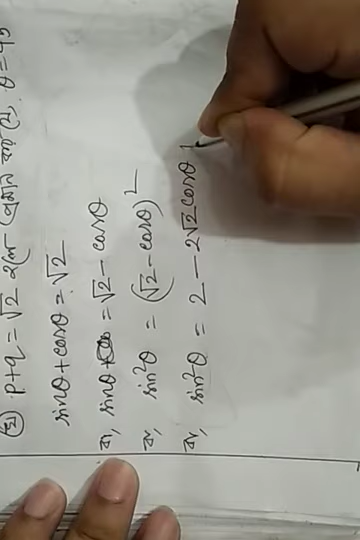 (ii) p+q = √2 হলে প্রমাণ কর যে, θ = 45
sinθ + cosθ = √2
বা, sinθ = √2 - cosθ
বা, sin²θ = (√2 - cosθ)²
বা, sin²θ = 2 - 2√2 cosθ +